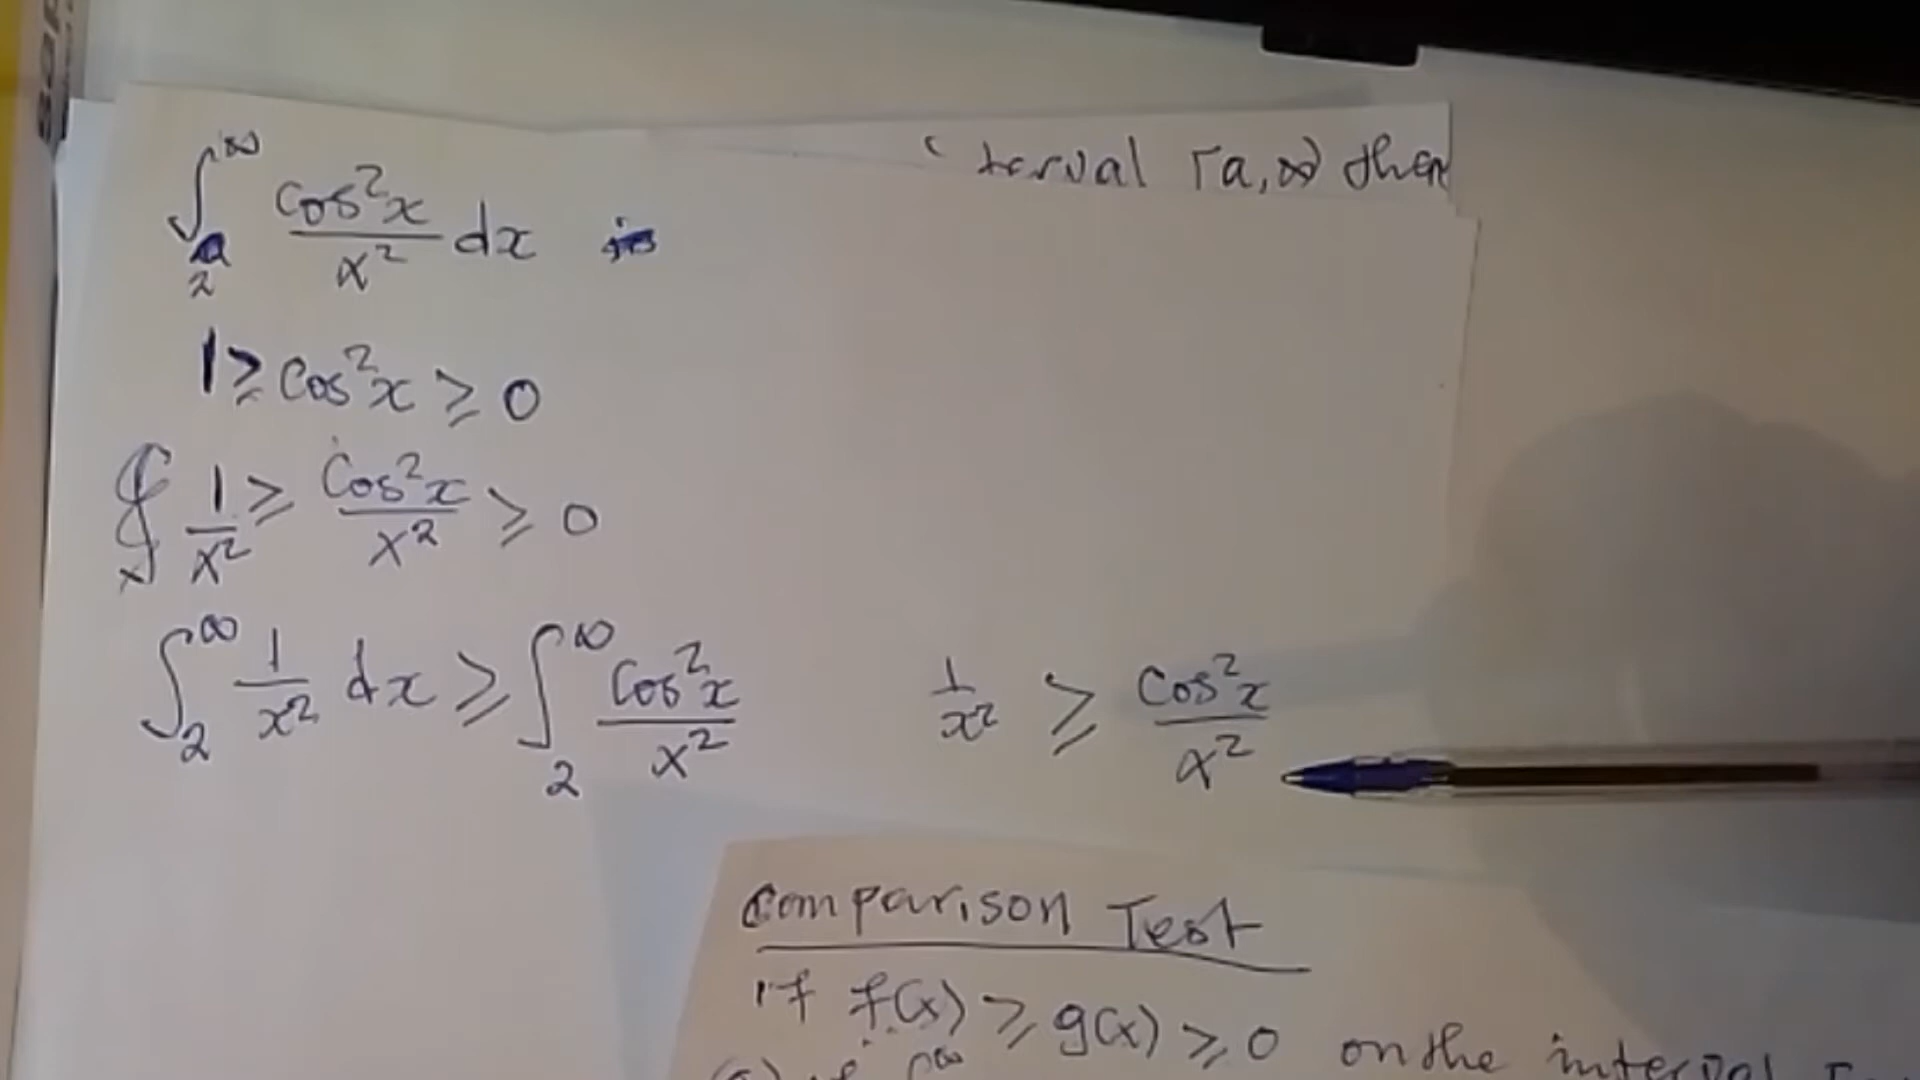 terval [a, ∞) then
∫₂^∞ cos²x / x² dx is
1 ≥ cos²x ≥ 0
1/x² ≥ cos²x / x² ≥ 0
∫₂^∞ 1/x² dx ≥ ∫₂^∞ cos²x / x²
1/x² ≥ cos²x / x²
Comparison Test
if f(x) ≥ g(x) ≥ 0 on the interval